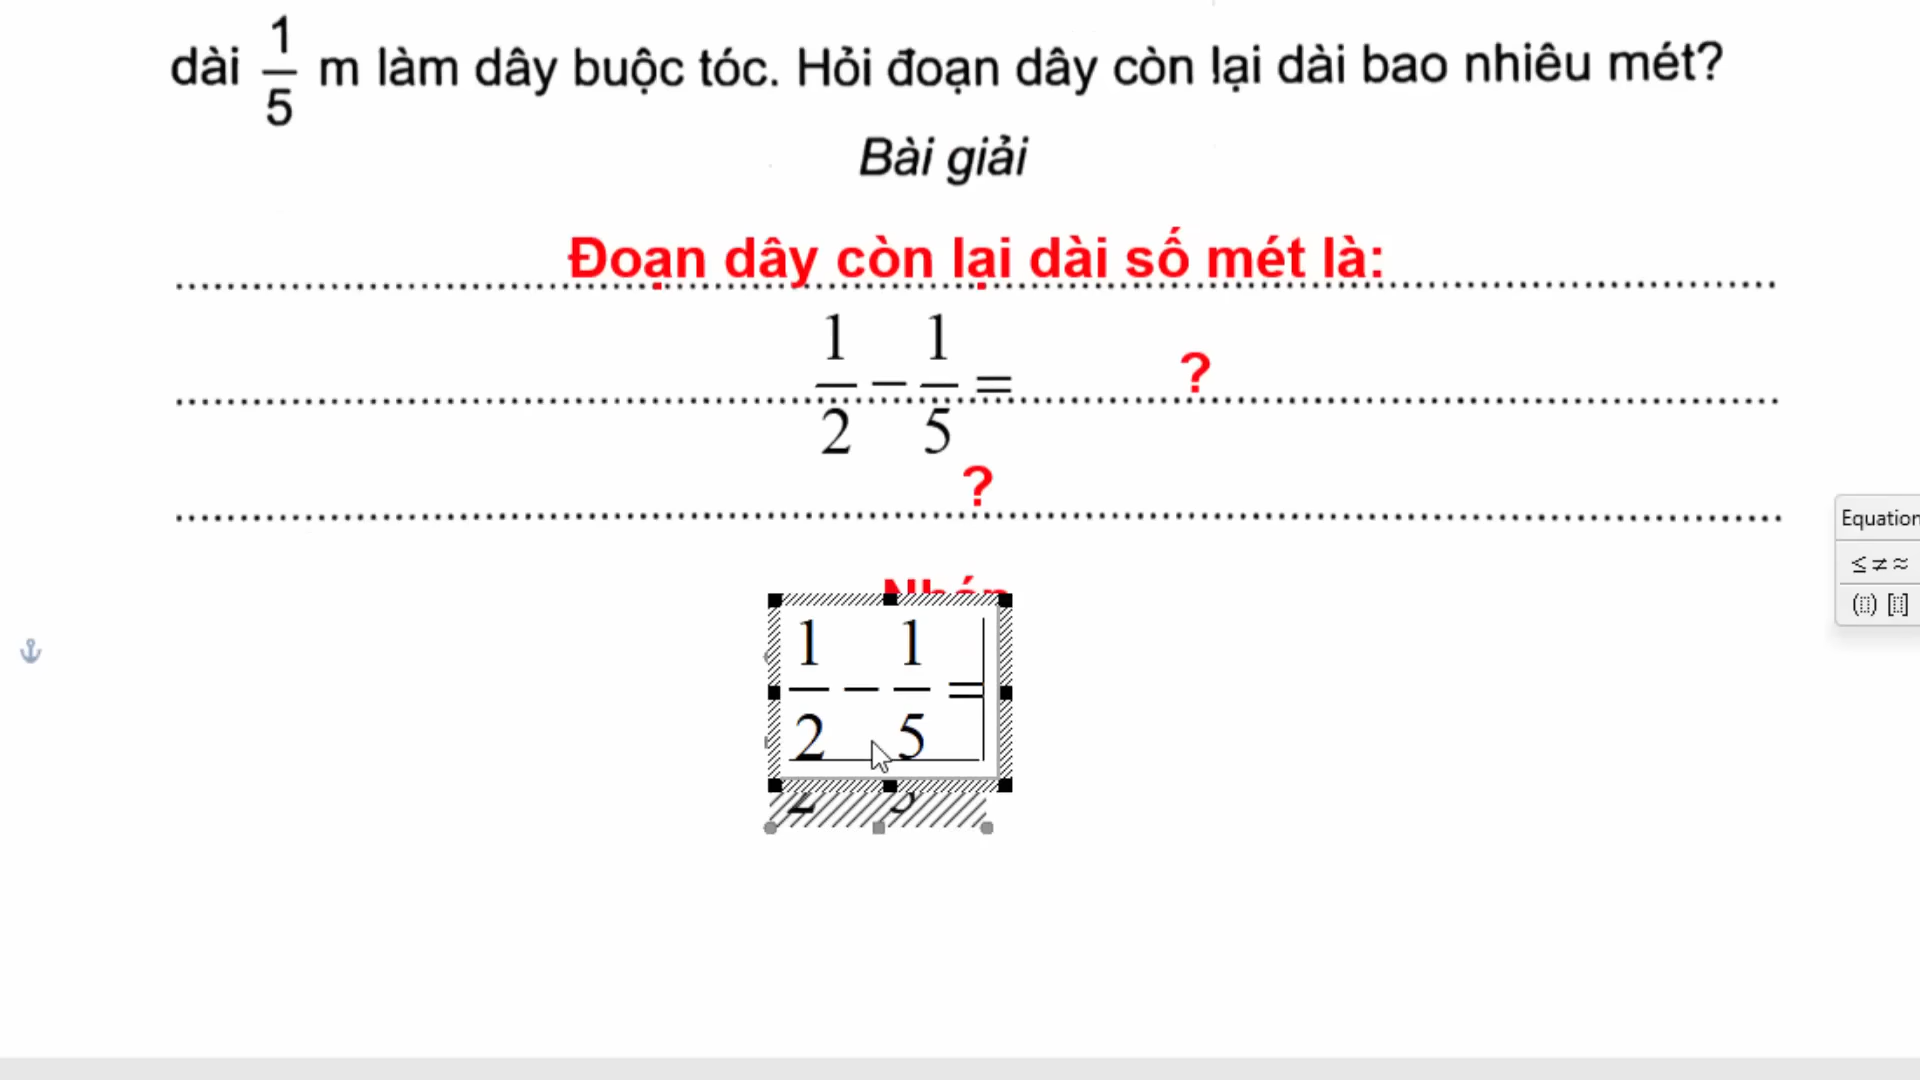 dài 1/5 m làm dây buộc tóc. Hỏi đoạn dây còn lại dài bao nhiêu mét?
Bài giải
Đoạn dây còn lại dài số mét là:
1/2 − 1/5 = ?
?
1/2 − 1/5 =
Equation
≤ ≠ ≈